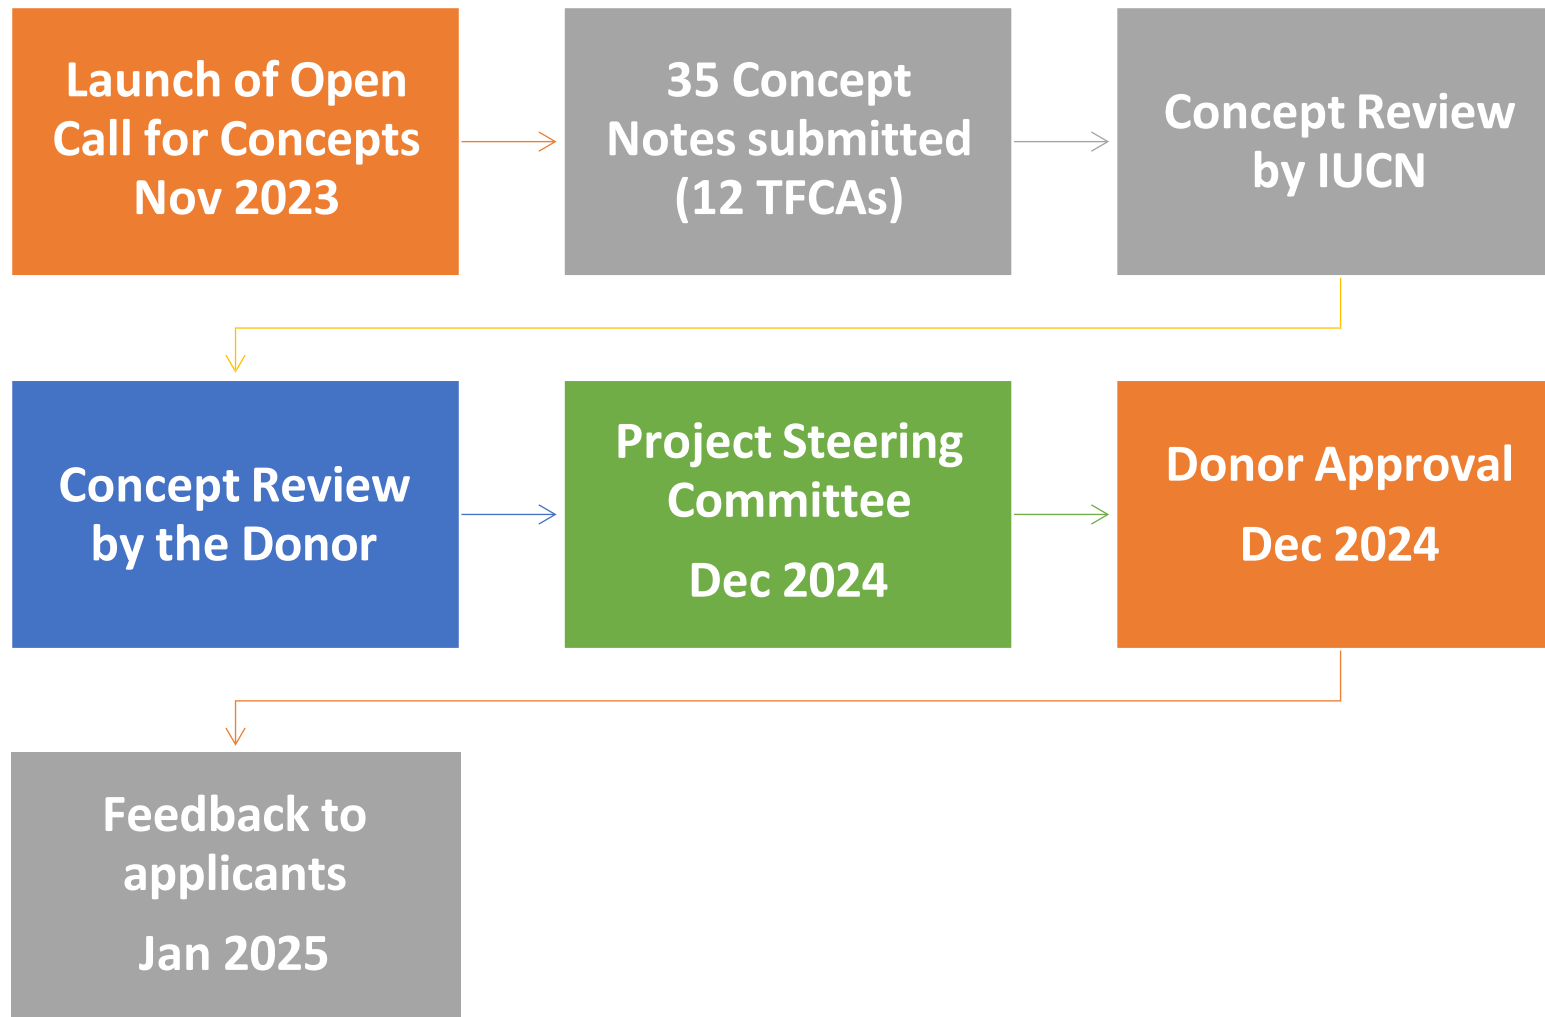 Launch of Open
Call for Concepts
Nov 2023
35 Concept
Notes submitted
(12 TFCAs)
Concept Review
by IUCN
Concept Review
by the Donor
Project Steering
Committee
Dec 2024
Donor Approval
Dec 2024
Feedback to
applicants
Jan 2025